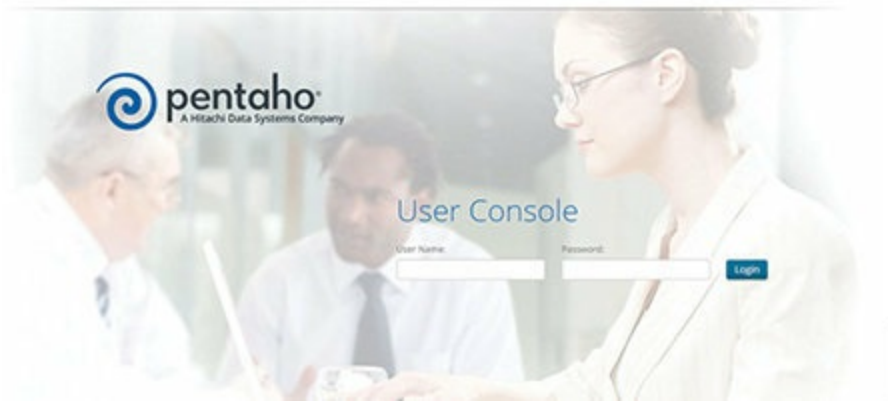 pentaho®
A Hitachi Data Systems Company
User Console
User Name:
Password:
Login